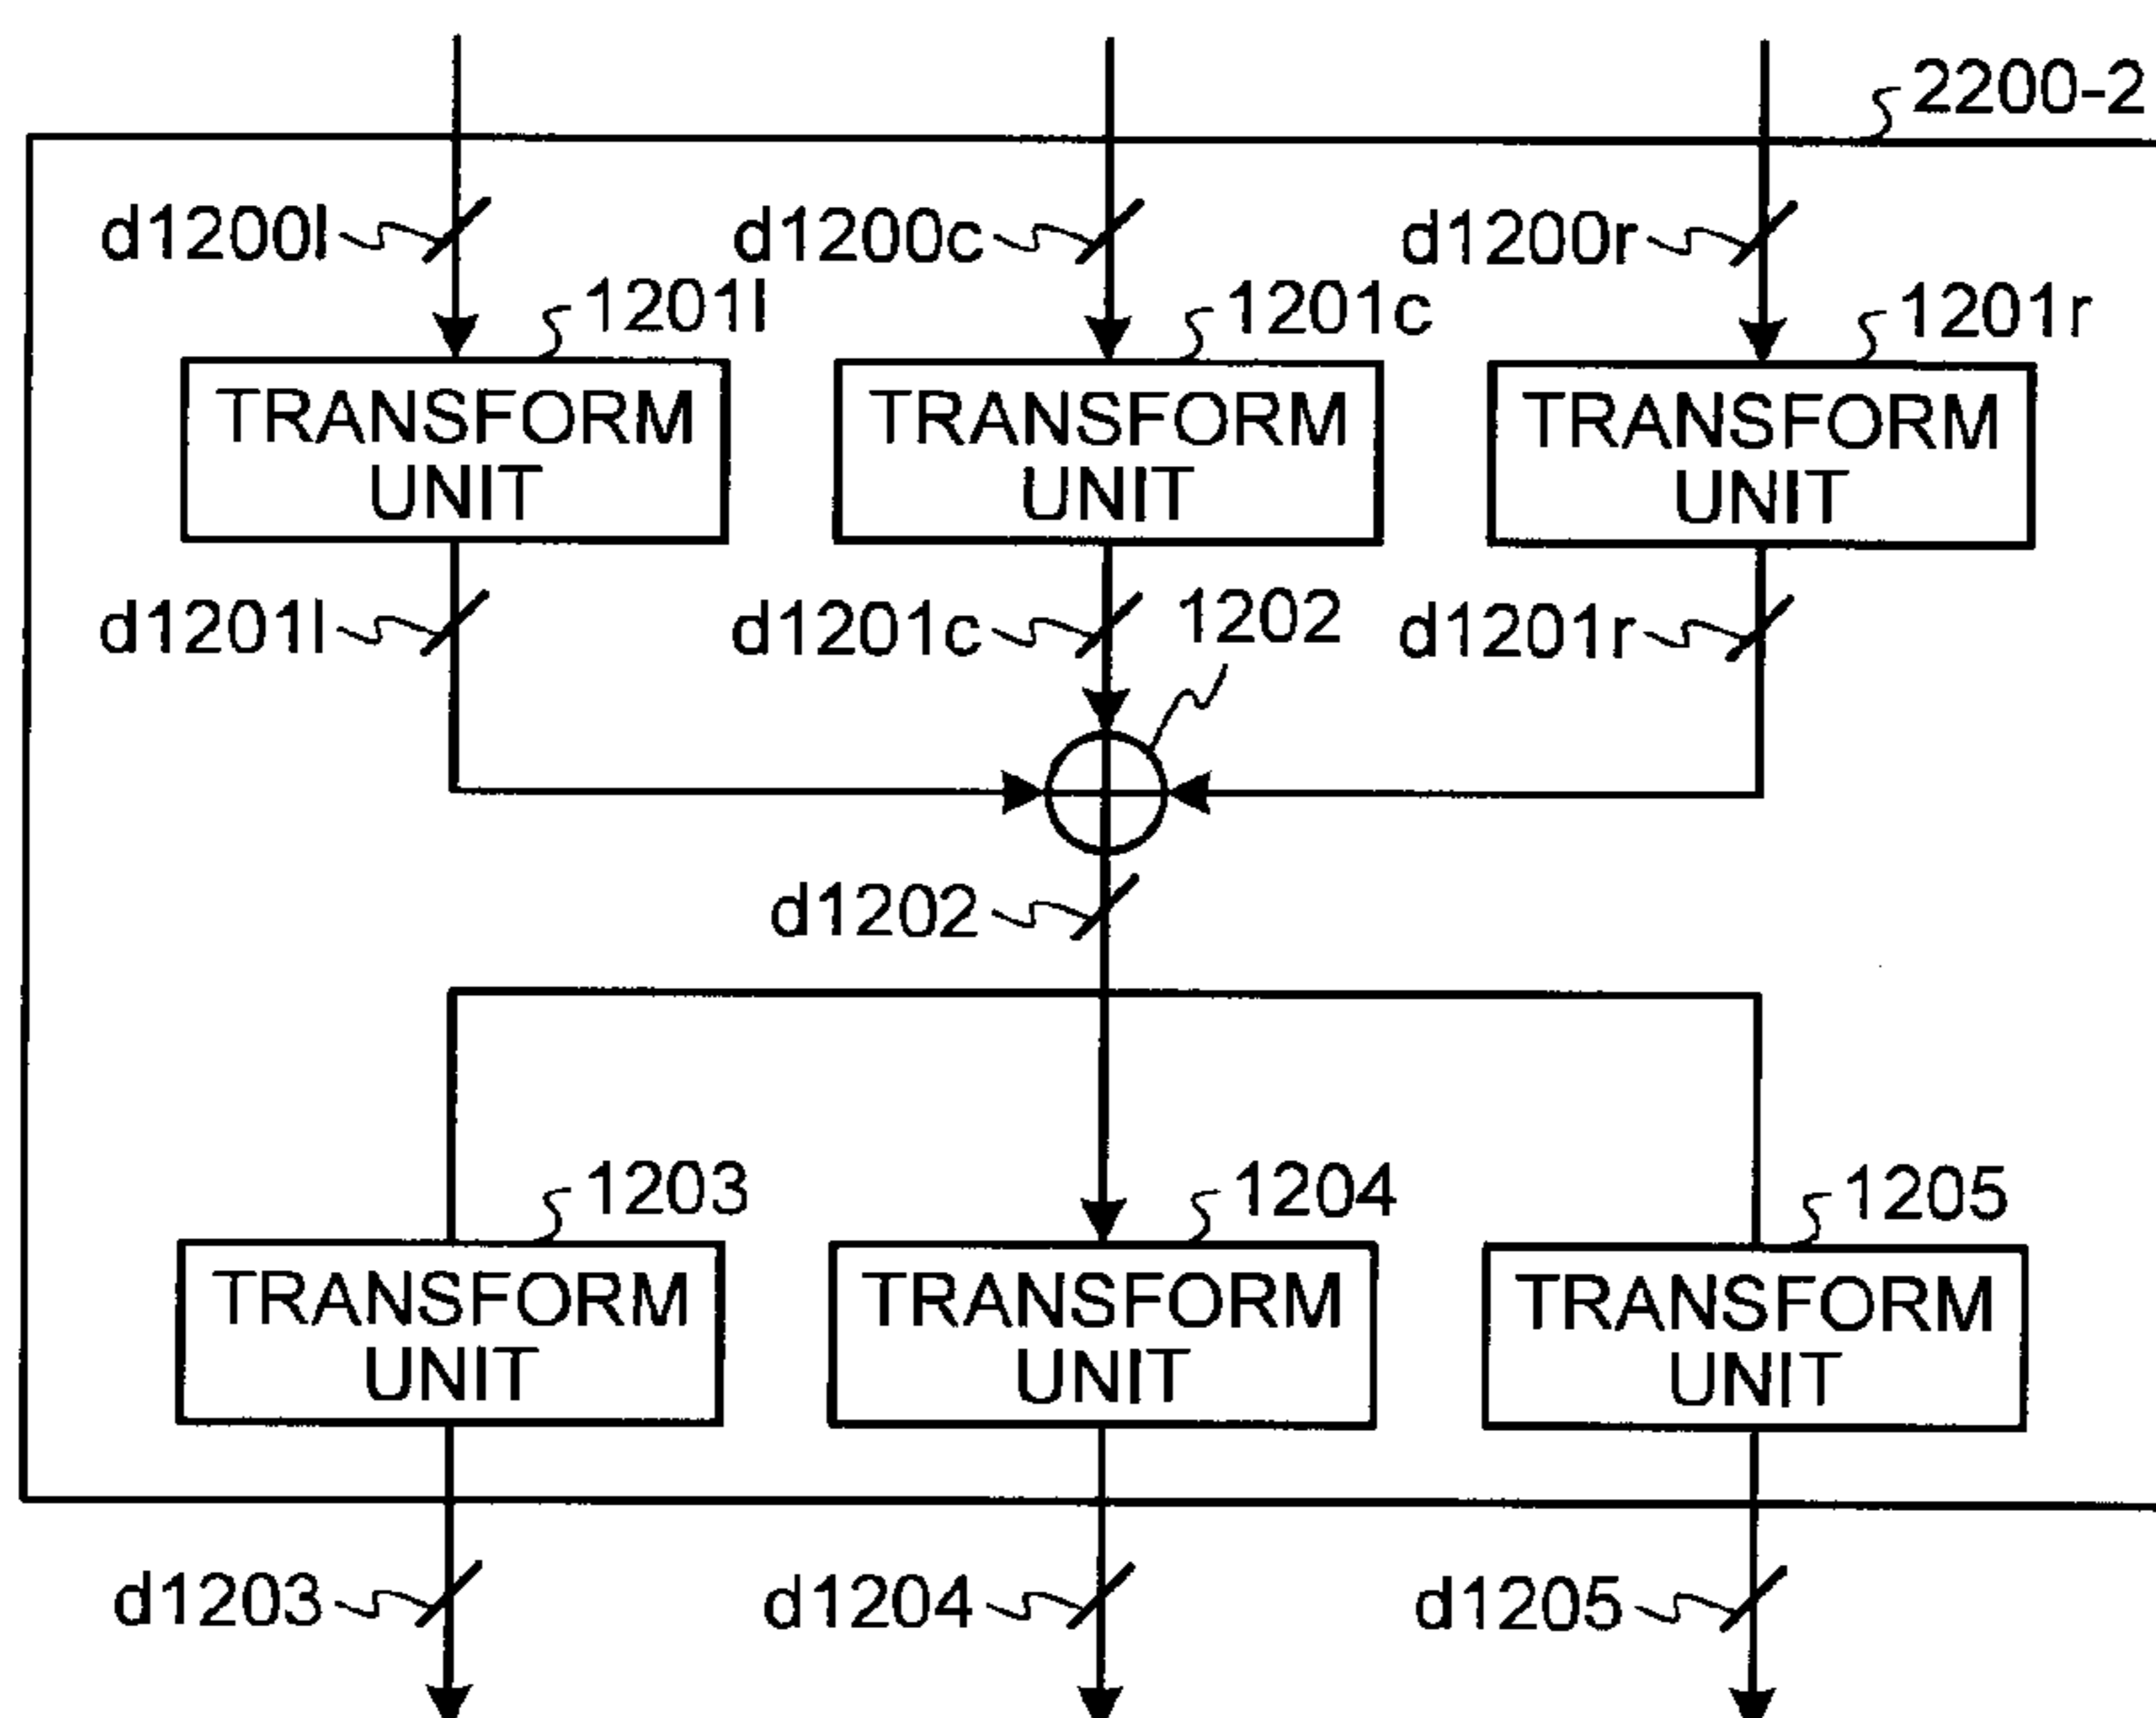 2200-2
d1200l
d1200c
d1200r
1201l
1201c
1201r
TRANSFORM
UNIT
TRANSFORM
UNIT
TRANSFORM
UNIT
d1201l
d1201c
1202
d1201r
d1202
1203
1204
1205
TRANSFORM
UNIT
TRANSFORM
UNIT
TRANSFORM
UNIT
d1203
d1204
d1205